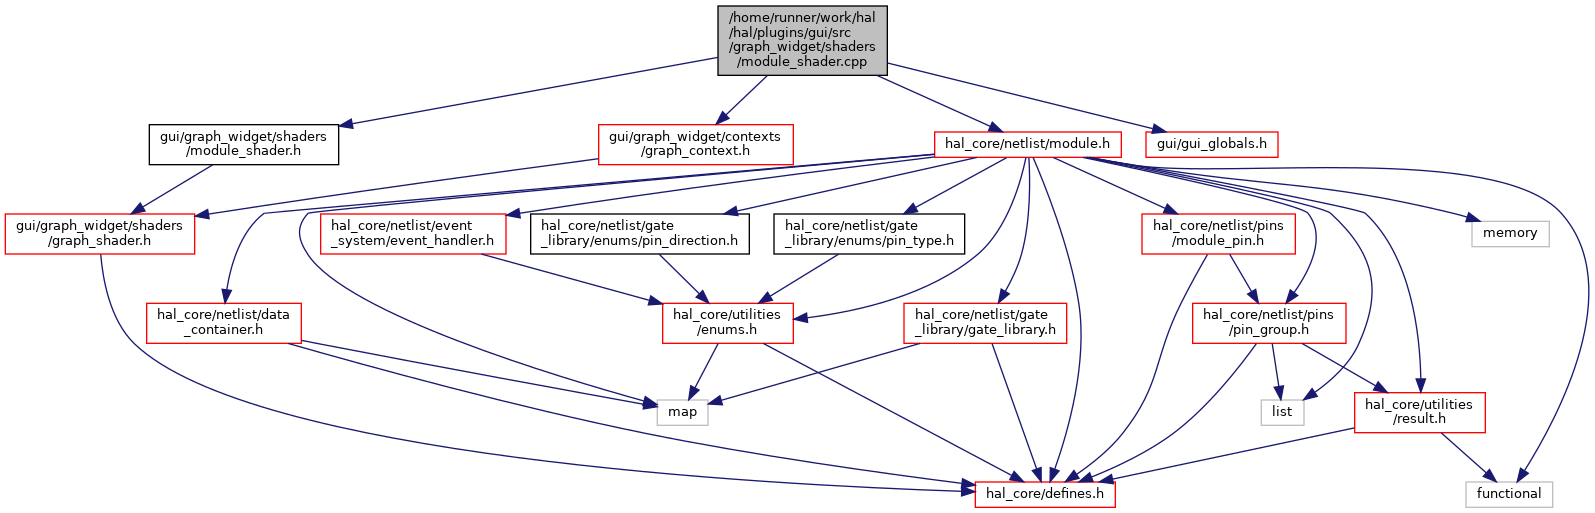 /home/runner/work/hal
/hal/plugins/gui/src
/graph_widget/shaders
/module_shader.cpp
gui/graph_widget/shaders
/module_shader.h
gui/graph_widget/contexts
/graph_context.h
hal_core/netlist/module.h
gui/gui_globals.h
gui/graph_widget/shaders
/graph_shader.h
hal_core/netlist/event
_system/event_handler.h
hal_core/netlist/gate
_library/enums/pin_direction.h
hal_core/netlist/gate
_library/enums/pin_type.h
hal_core/netlist/pins
/module_pin.h
memory
hal_core/netlist/data
_container.h
hal_core/utilities
/enums.h
hal_core/netlist/gate
_library/gate_library.h
hal_core/netlist/pins
/pin_group.h
map
list
hal_core/utilities
/result.h
hal_core/defines.h
functional